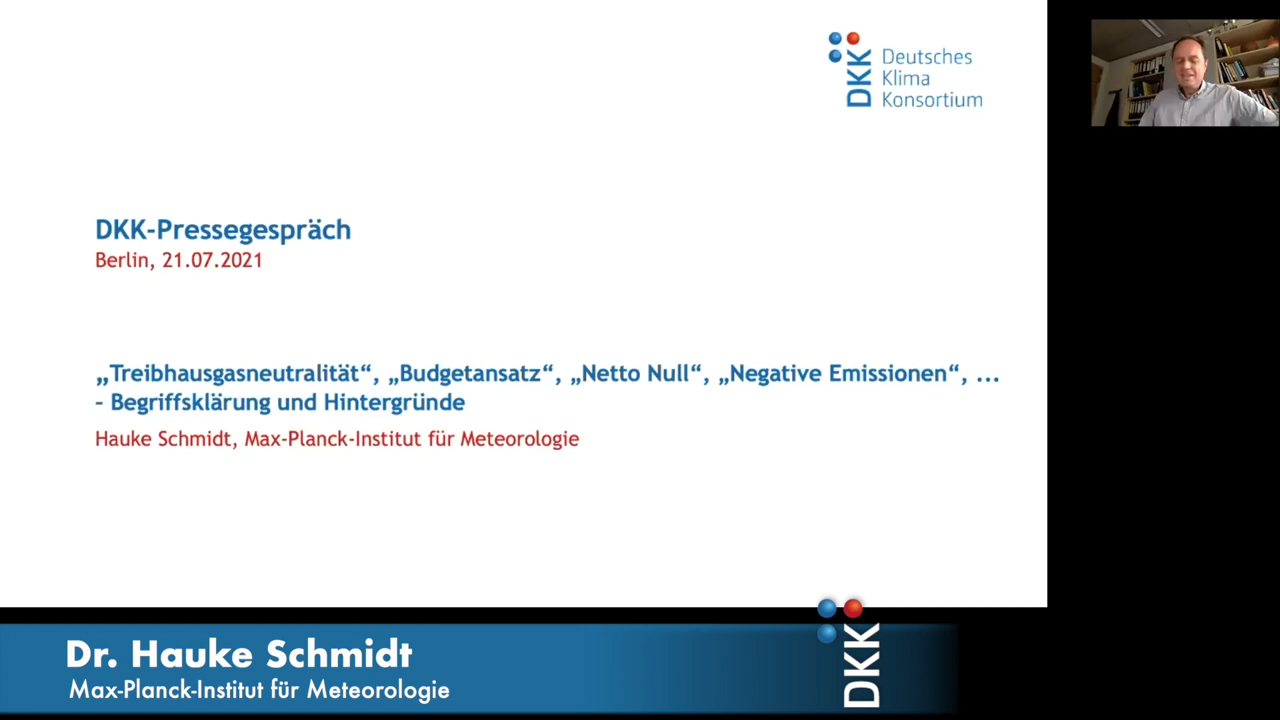 DKK
Deutsches
Klima
Konsortium
DKK-Pressegespräch
Berlin, 21.07.2021
„Treibhausgasneutralität“, „Budgetansatz“, „Netto Null“, „Negative Emissionen“, ...
– Begriffsklärung und Hintergründe
Hauke Schmidt, Max-Planck-Institut für Meteorologie
Dr. Hauke Schmidt
Max-Planck-Institut für Meteorologie
DKK